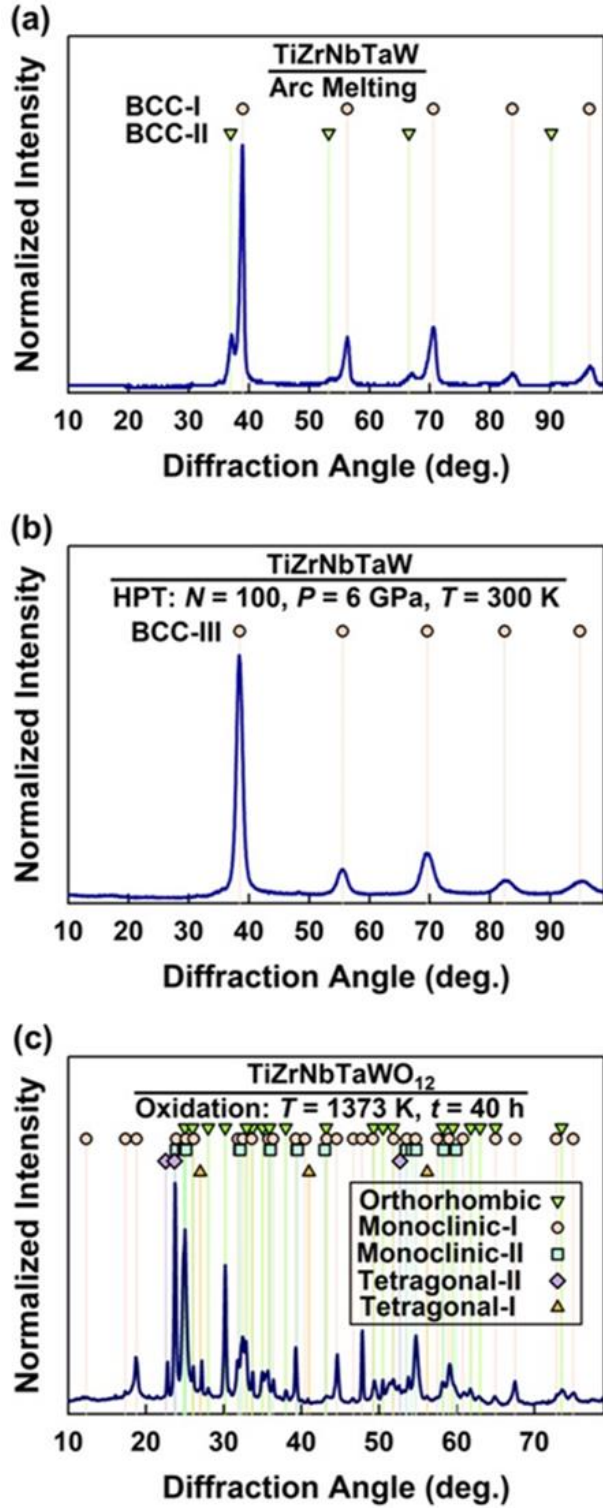 (a)
TiZrNbTaW
Arc Melting
BCC-I
BCC-II
Normalized Intensity
10 20 30 40 50 60 70 80 90
Diffraction Angle (deg.)
(b)
TiZrNbTaW
HPT: N = 100, P = 6 GPa, T = 300 K
BCC-III
Normalized Intensity
10 20 30 40 50 60 70 80 90
Diffraction Angle (deg.)
(c)
TiZrNbTaWO₁₂
Oxidation: T = 1373 K, t = 40 h
Orthorhombic
Monoclinic-I
Monoclinic-II
Tetragonal-II
Tetragonal-I
Normalized Intensity
10 20 30 40 50 60 70
Diffraction Angle (deg.)